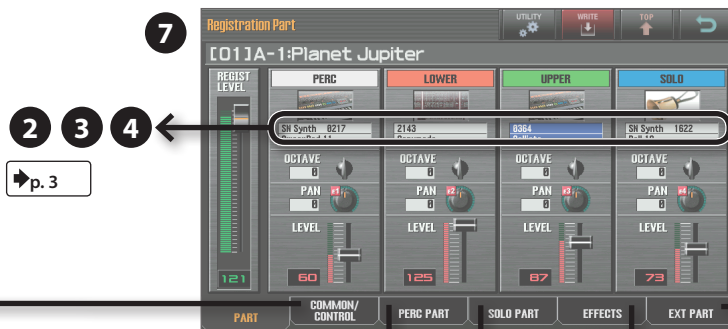 7
Registration Part
UTILITY
WRITE
TOP
[01]A-1:Planet Jupiter
REGIST LEVEL
PERC
LOWER
UPPER
SOLO
2 3 4
SN Synth 0217
2143
0364
SN Synth 1622
p. 3
OCTAVE
0
OCTAVE
0
OCTAVE
0
OCTAVE
0
PAN
0
PAN
0
PAN
0
PAN
0
LEVEL
LEVEL
LEVEL
LEVEL
121
60
125
87
73
PART
COMMON/ CONTROL
PERC PART
SOLO PART
EFFECTS
EXT PART